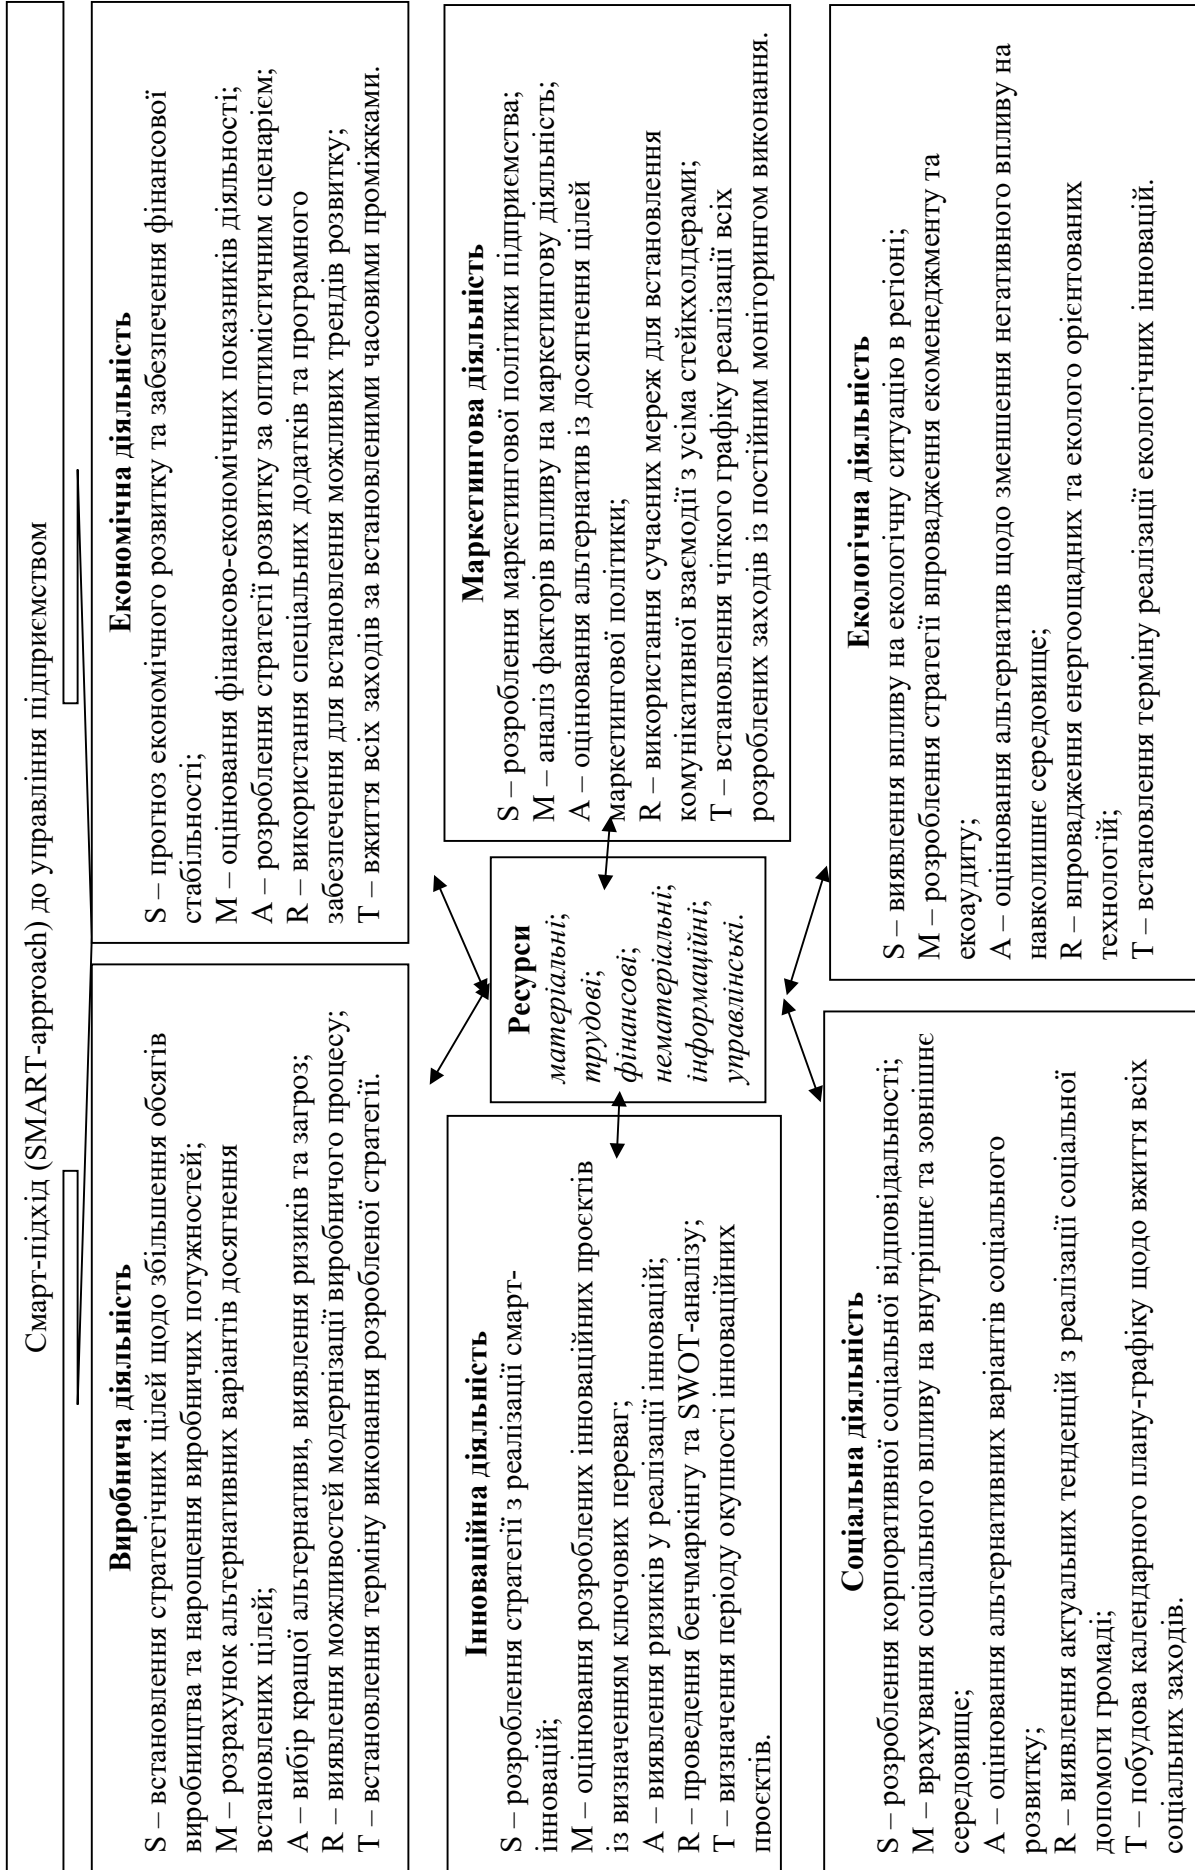 Смарт-підхід (SMART-approach) до управління підприємством
Виробнича діяльність
S – встановлення стратегічних цілей щодо збільшення обсягів
виробництва та нарощення виробничих потужностей;
M – розрахунок альтернативних варіантів досягнення
встановлених цілей;
A – вибір кращої альтернативи, виявлення ризиків та загроз;
R – виявлення можливостей модернізації виробничого процесу;
T – встановлення терміну виконання розробленої стратегії.
Економічна діяльність
S – прогноз економічного розвитку та забезпечення фінансової
стабільності;
M – оцінювання фінансово-економічних показників діяльності;
A – розроблення стратегії розвитку за оптимістичним сценарієм;
R – використання спеціальних додатків та програмного
забезпечення для встановлення можливих трендів розвитку;
T – вжиття всіх заходів за встановленими часовими проміжками.
Інноваційна діяльність
S – розроблення стратегії з реалізації смарт-
інновацій;
M – оцінювання розроблених інноваційних проєктів
із визначенням ключових переваг;
A – виявлення ризиків у реалізації інновацій;
R – проведення бенчмаркінгу та SWOT-аналізу;
T – визначення періоду окупності інноваційних
проєктів.
Ресурси
матеріальні;
трудові;
фінансові;
нематеріальні;
інформаційні;
управлінські.
Маркетингова діяльність
S – розроблення маркетингової політики підприємства;
M – аналіз факторів впливу на маркетингову діяльність;
A – оцінювання альтернатив із досягнення цілей
маркетингової політики;
R – використання сучасних мереж для встановлення
комунікативної взаємодії з усіма стейкхолдерами;
T – встановлення чіткого графіку реалізації всіх
розроблених заходів із постійним моніторингом виконання.
Соціальна діяльність
S – розроблення корпоративної соціальної відповідальності;
M – врахування соціального впливу на внутрішнє та зовнішнє
середовище;
A – оцінювання альтернативних варіантів соціального
розвитку;
R – виявлення актуальних тенденцій з реалізації соціальної
допомоги громаді;
T – побудова календарного плану-графіку щодо вжиття всіх
соціальних заходів.
Екологічна діяльність
S – виявлення впливу на екологічну ситуацію в регіоні;
M – розроблення стратегії впровадження екоменеджменту та
екоаудиту;
A – оцінювання альтернатив щодо зменшення негативного впливу на
навколишнє середовище;
R – впровадження енергоощадних та еколого орієнтованих
технологій;
T – встановлення терміну реалізації екологічних інновацій.